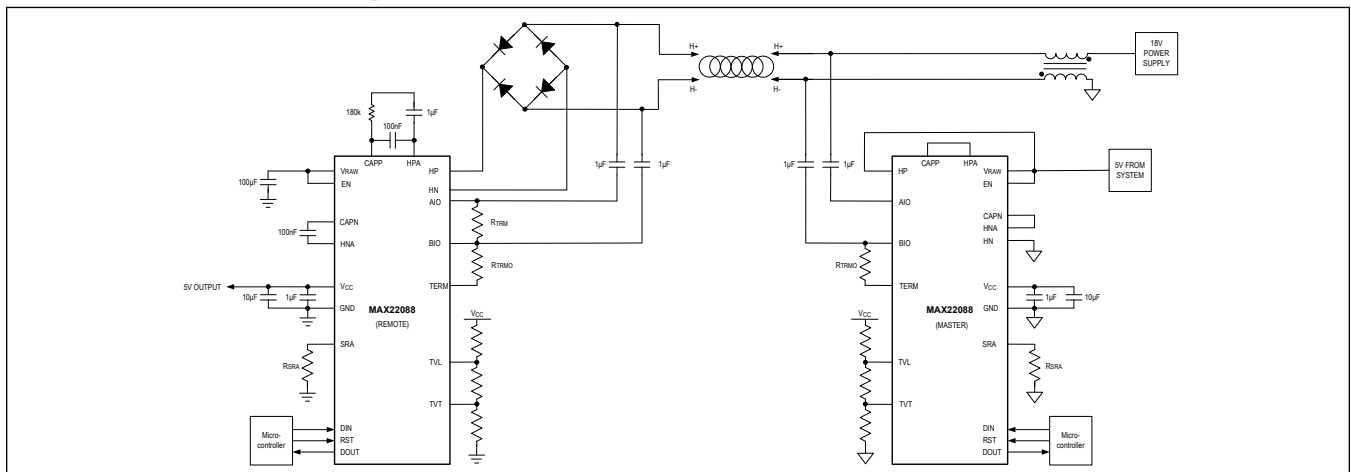 H+
H-
H+
H-
18V
POWER
SUPPLY
180k
1µF
100nF
CAPP
HPA
VRAW
EN
100µF
CAPN
HNA
100nF
5V OUTPUT
10µF
1µF
VCC
GND
SRA
RSRA
MAX22088
(REMOTE)
HP
HN
AIO
BIO
TERM
RTRM
RTRMO
1µF
1µF
VCC
TVL
TVT
DIN
RST
DOUT
Micro-
controller
1µF
1µF
CAPP
HPA
HP
AIO
BIO
TERM
RTRMO
VRAW
EN
5V FROM
SYSTEM
CAPN
HNA
HN
VCC
GND
1µF
10µF
MAX22088
(MASTER)
SRA
RSRA
VCC
TVL
TVT
DIN
RST
DOUT
Micro-
controller